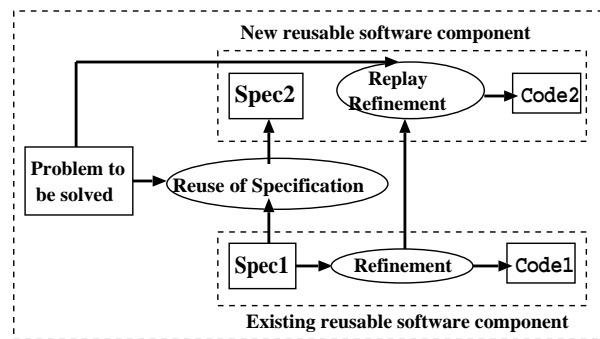 New reusable software component
Spec2
Replay
Refinement
Code2
Problem to
be solved
Reuse of Specification
Spec1
Refinement
Code1
Existing reusable software component